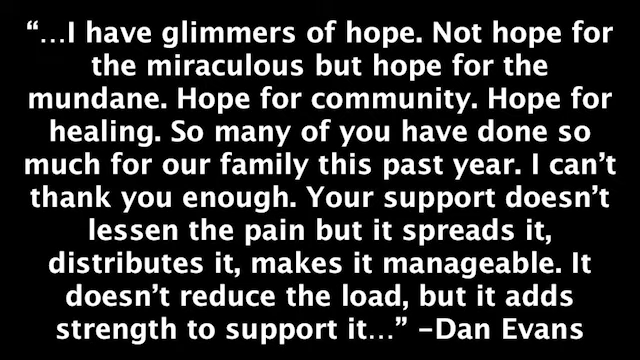 “…I have glimmers of hope. Not hope for
the miraculous but hope for the
mundane. Hope for community. Hope for
healing. So many of you have done so
much for our family this past year. I can’t
thank you enough. Your support doesn’t
lessen the pain but it spreads it,
distributes it, makes it manageable. It
doesn’t reduce the load, but it adds
strength to support it…” -Dan Evans